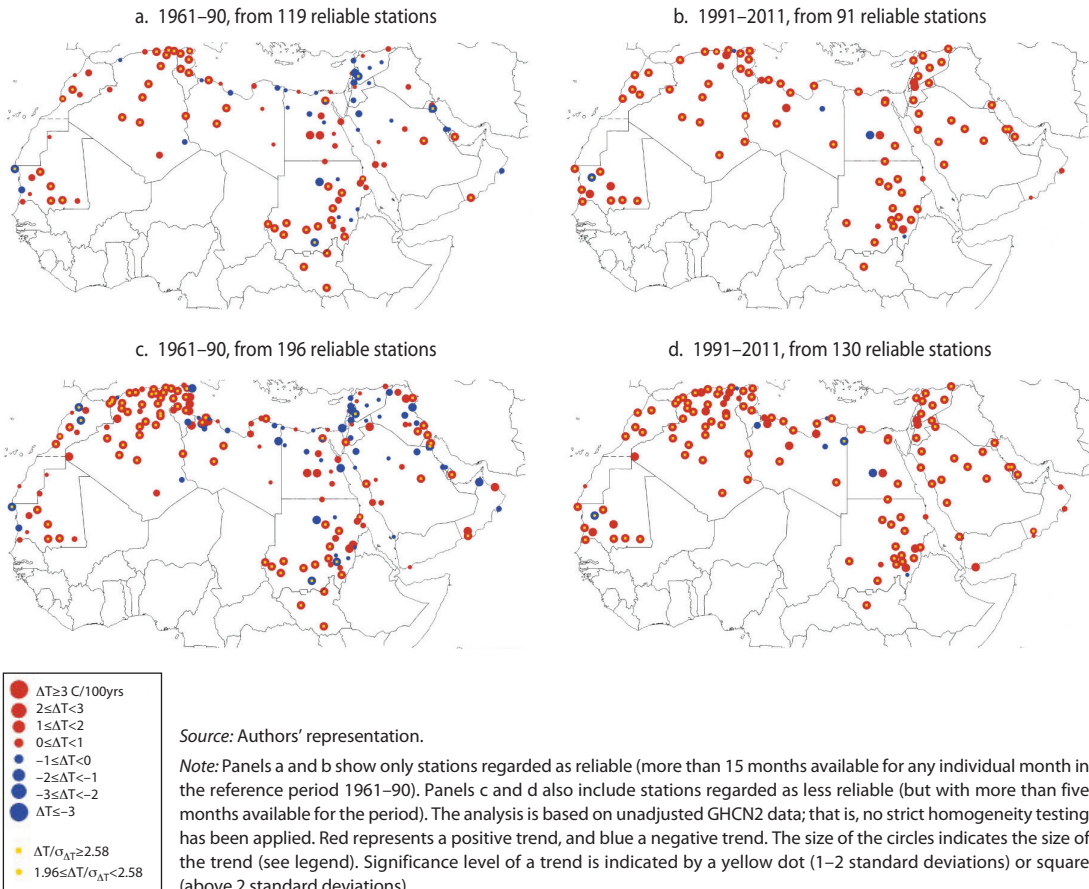 a. 1961–90, from 119 reliable stations
b. 1991–2011, from 91 reliable stations
c. 1961–90, from 196 reliable stations
d. 1991–2011, from 130 reliable stations
ΔT≥3 C/100yrs
2≤ΔT<3
1≤ΔT<2
0≤ΔT<1
−1≤ΔT<0
−2≤ΔT<−1
−3≤ΔT<−2
ΔT≤−3
ΔT/σΔT≥2.58
1.96≤ΔT/σΔT<2.58
Source: Authors’ representation.
Note: Panels a and b show only stations regarded as reliable (more than 15 months available for any individual month in
the reference period 1961–90). Panels c and d also include stations regarded as less reliable (but with more than five
months available for the period). The analysis is based on unadjusted GHCN2 data; that is, no strict homogeneity testing
has been applied. Red represents a positive trend, and blue a negative trend. The size of the circles indicates the size of
the trend (see legend). Significance level of a trend is indicated by a yellow dot (1–2 standard deviations) or square
(above 2 standard deviations)